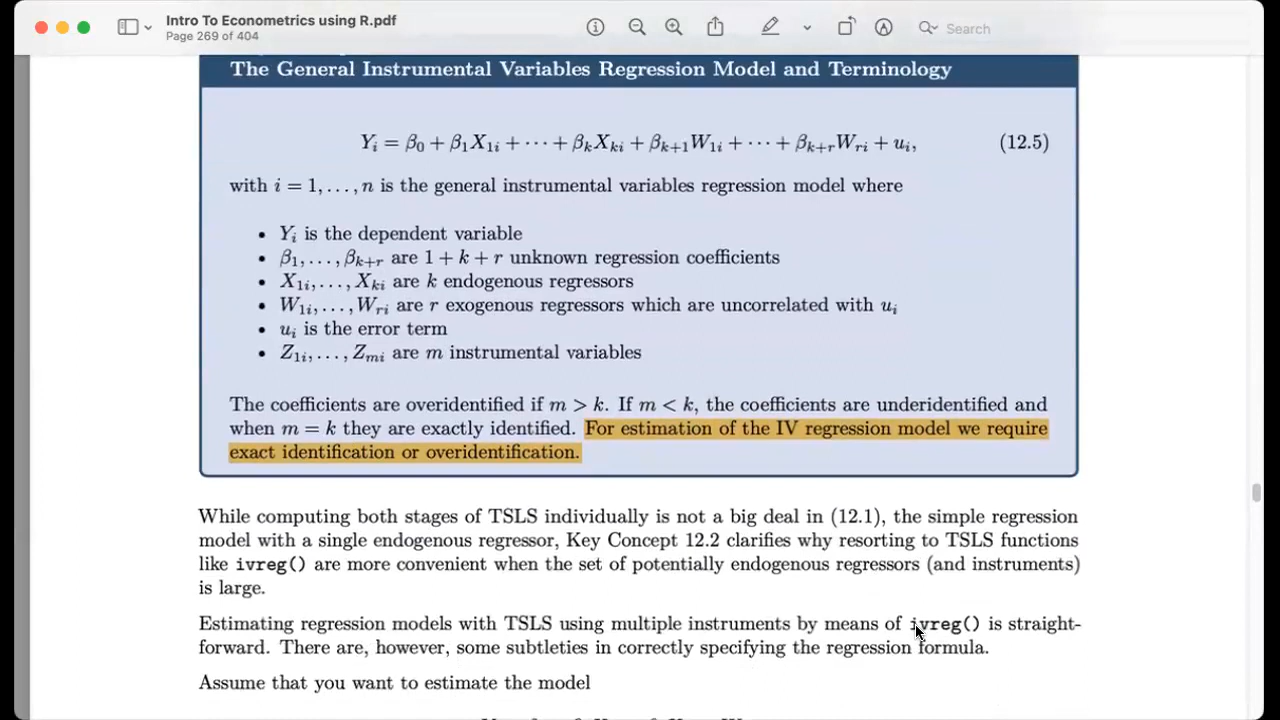 Intro To Econometrics using R.pdf
Page 269 of 404
Search
The General Instrumental Variables Regression Model and Terminology
Yᵢ = β₀ + β₁X₁ᵢ + ··· + βₖXₖᵢ + βₖ₊₁W₁ᵢ + ··· + βₖ₊ᵣWᵣᵢ + uᵢ, (12.5)
with i = 1, . . . , n is the general instrumental variables regression model where
• Yᵢ is the dependent variable
• β₁, . . . , βₖ₊ᵣ are 1 + k + r unknown regression coefficients
• X₁ᵢ, . . . , Xₖᵢ are k endogenous regressors
• W₁ᵢ, . . . , Wᵣᵢ are r exogenous regressors which are uncorrelated with uᵢ
• uᵢ is the error term
• Z₁ᵢ, . . . , Zₘᵢ are m instrumental variables
The coefficients are overidentified if m > k. If m < k, the coefficients are underidentified and
when m = k they are exactly identified. For estimation of the IV regression model we require
exact identification or overidentification.
While computing both stages of TSLS individually is not a big deal in (12.1), the simple regression
model with a single endogenous regressor, Key Concept 12.2 clarifies why resorting to TSLS functions
like ivreg() are more convenient when the set of potentially endogenous regressors (and instruments)
is large.
Estimating regression models with TSLS using multiple instruments by means of ivreg() is straight-
forward. There are, however, some subtleties in correctly specifying the regression formula.
Assume that you want to estimate the model